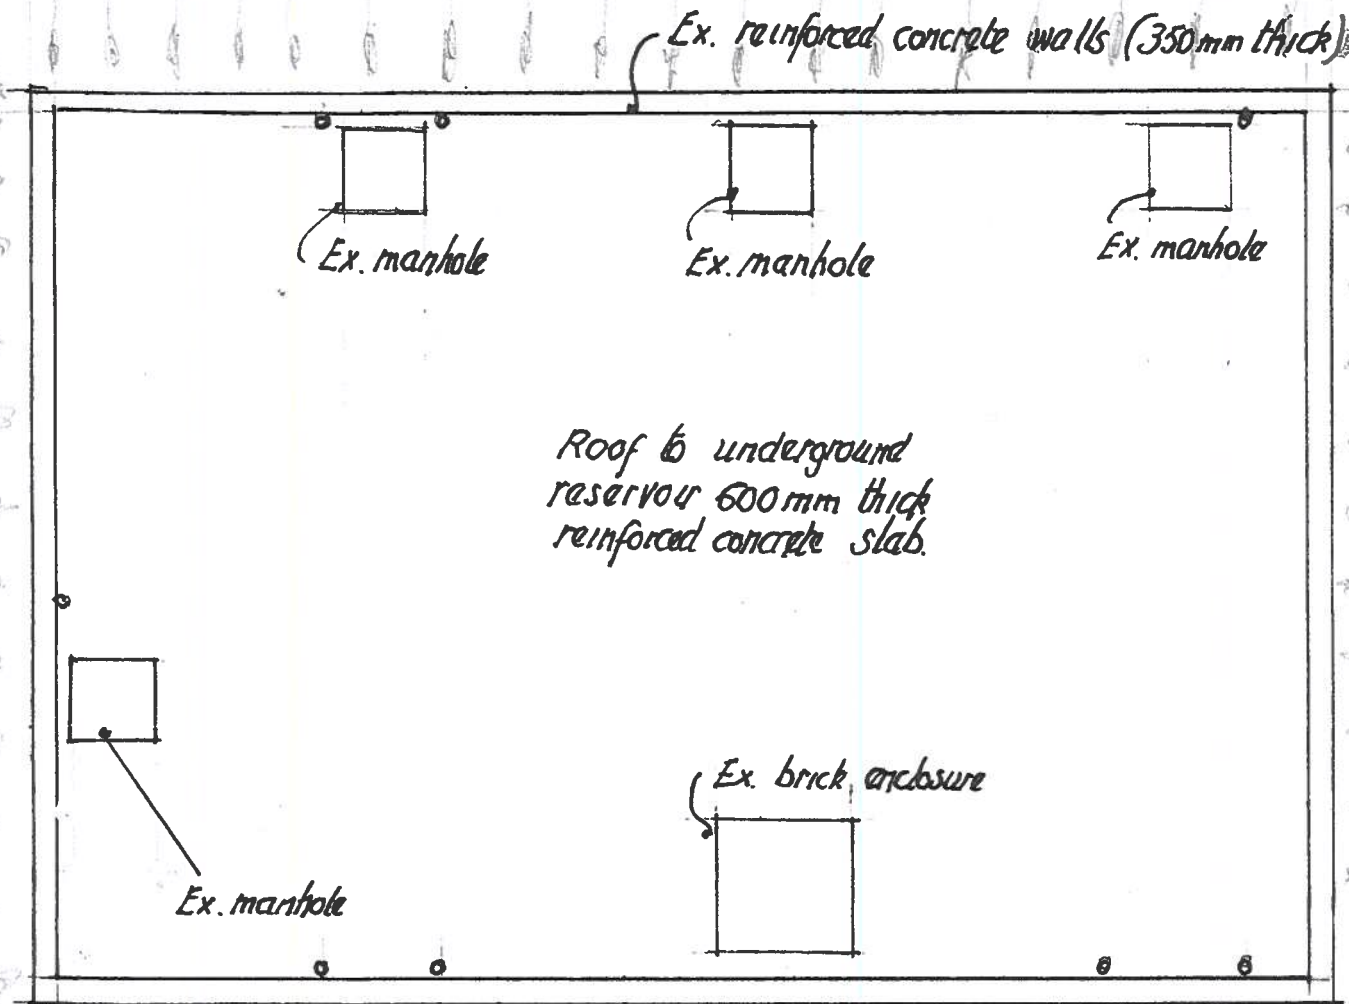 Ex. reinforced concrete walls (350mm thick)
Ex. manhole
Ex. manhole
Ex. manhole
Roof to underground
reservoir 600mm thick
reinforced concrete slab.
Ex. brick enclosure
Ex. manhole